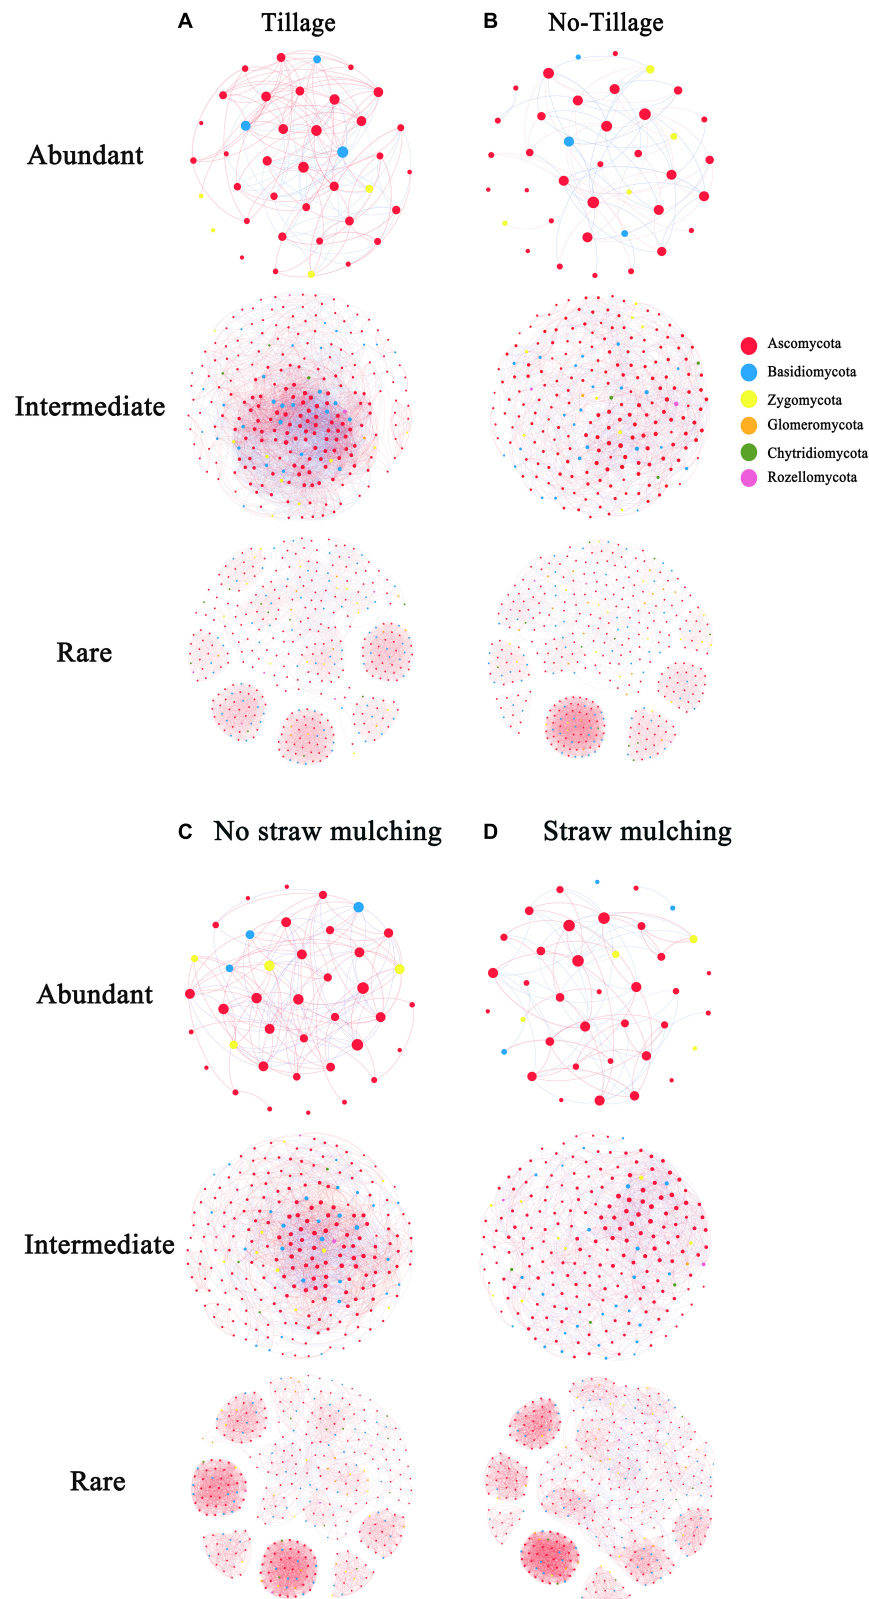 A Tillage
B No-Tillage
Abundant
Intermediate
Rare
Ascomycota
Basidiomycota
Zygomycota
Glomeromycota
Chytridiomycota
Rozellomycota
C No straw mulching
D Straw mulching
Abundant
Intermediate
Rare